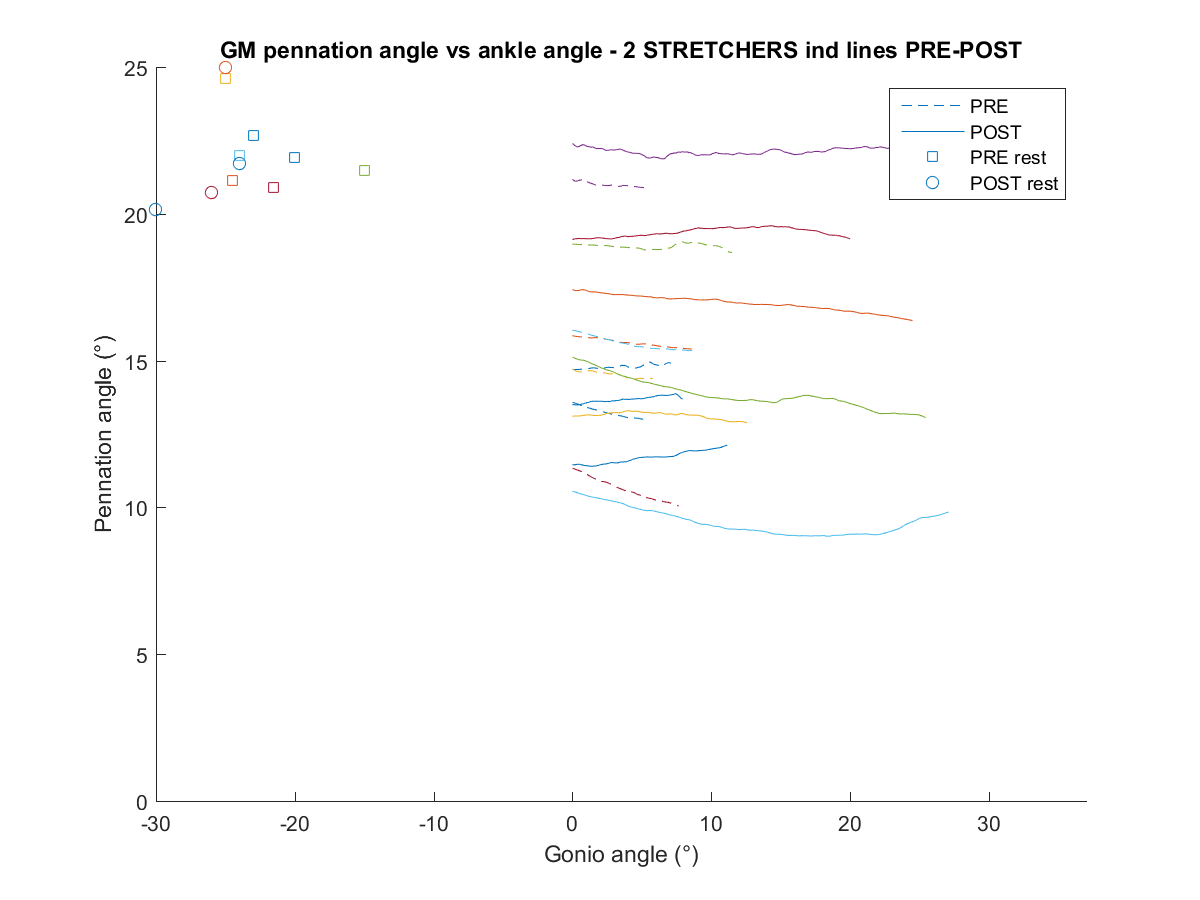 GM pennation angle vs ankle angle - 2 STRETCHERS ind lines PRE-POST
PRE
POST
PRE rest
POST rest
Pennation angle (°)
25
20
15
10
5
0
-30
-20
-10
0
10
20
30
Gonio angle (°)